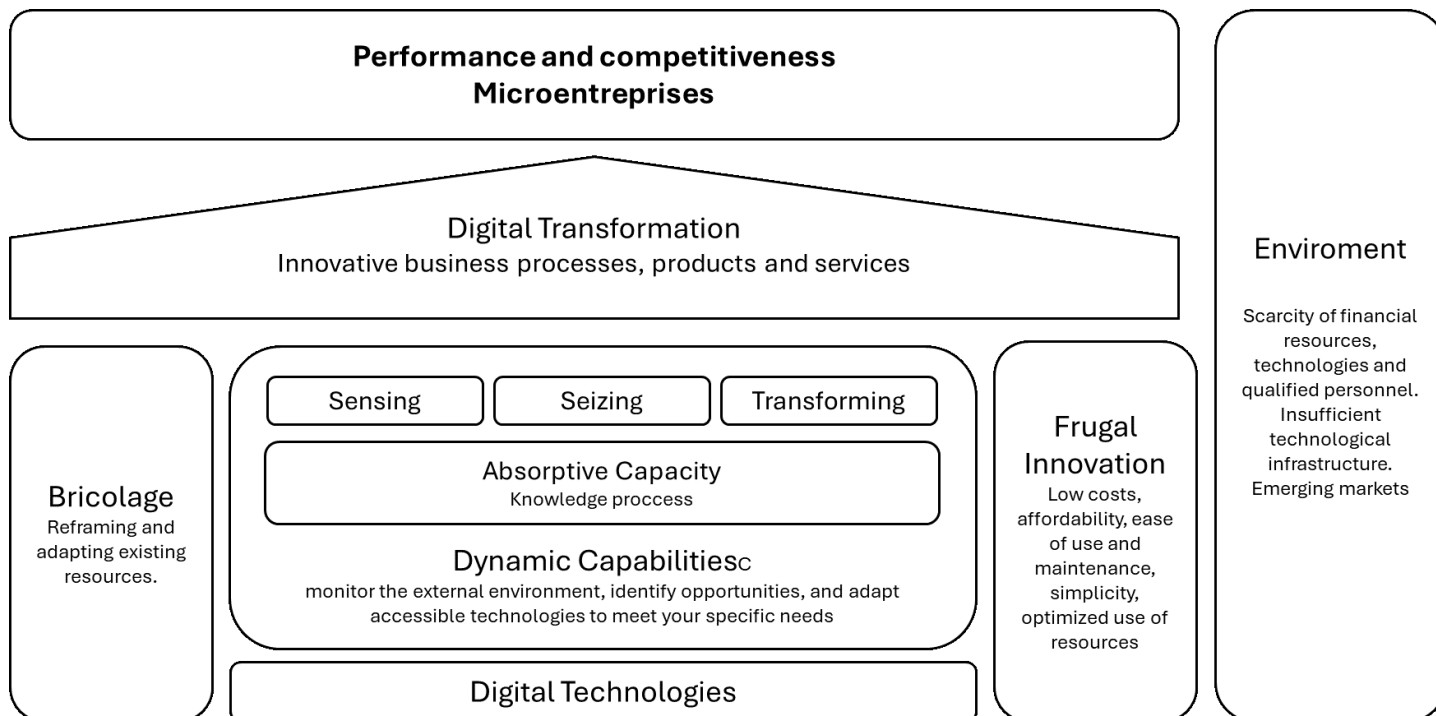 Performance and competitiveness
Microentreprises
Digital Transformation
Innovative business processes, products and services
Bricolage
Reframing and
adapting existing
resources.
Sensing
Seizing
Transforming
Absorptive Capacity
Knowledge proccess
Dynamic CapabilitiesC
monitor the external environment, identify opportunities, and adapt
accessible technologies to meet your specific needs
Digital Technologies
Frugal
Innovation
Low costs,
affordability, ease
of use and
maintenance,
simplicity,
optimized use of
resources
Enviroment
Scarcity of financial
resources,
technologies and
qualified personnel.
Insufficient
technological
infrastructure.
Emerging markets